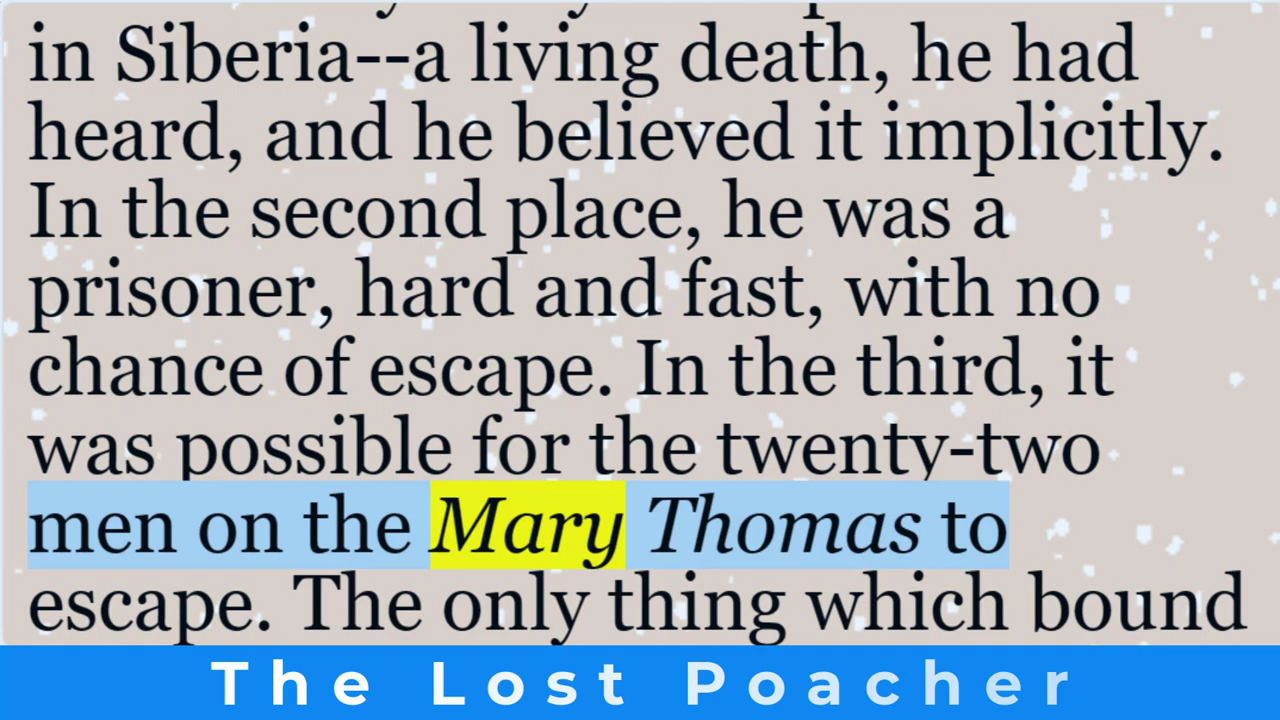 in Siberia--a living death, he had
heard, and he believed it implicitly.
In the second place, he was a
prisoner, hard and fast, with no
chance of escape. In the third, it
was possible for the twenty-two
men on the Mary Thomas to
escape. The only thing which bound
The Lost Poacher